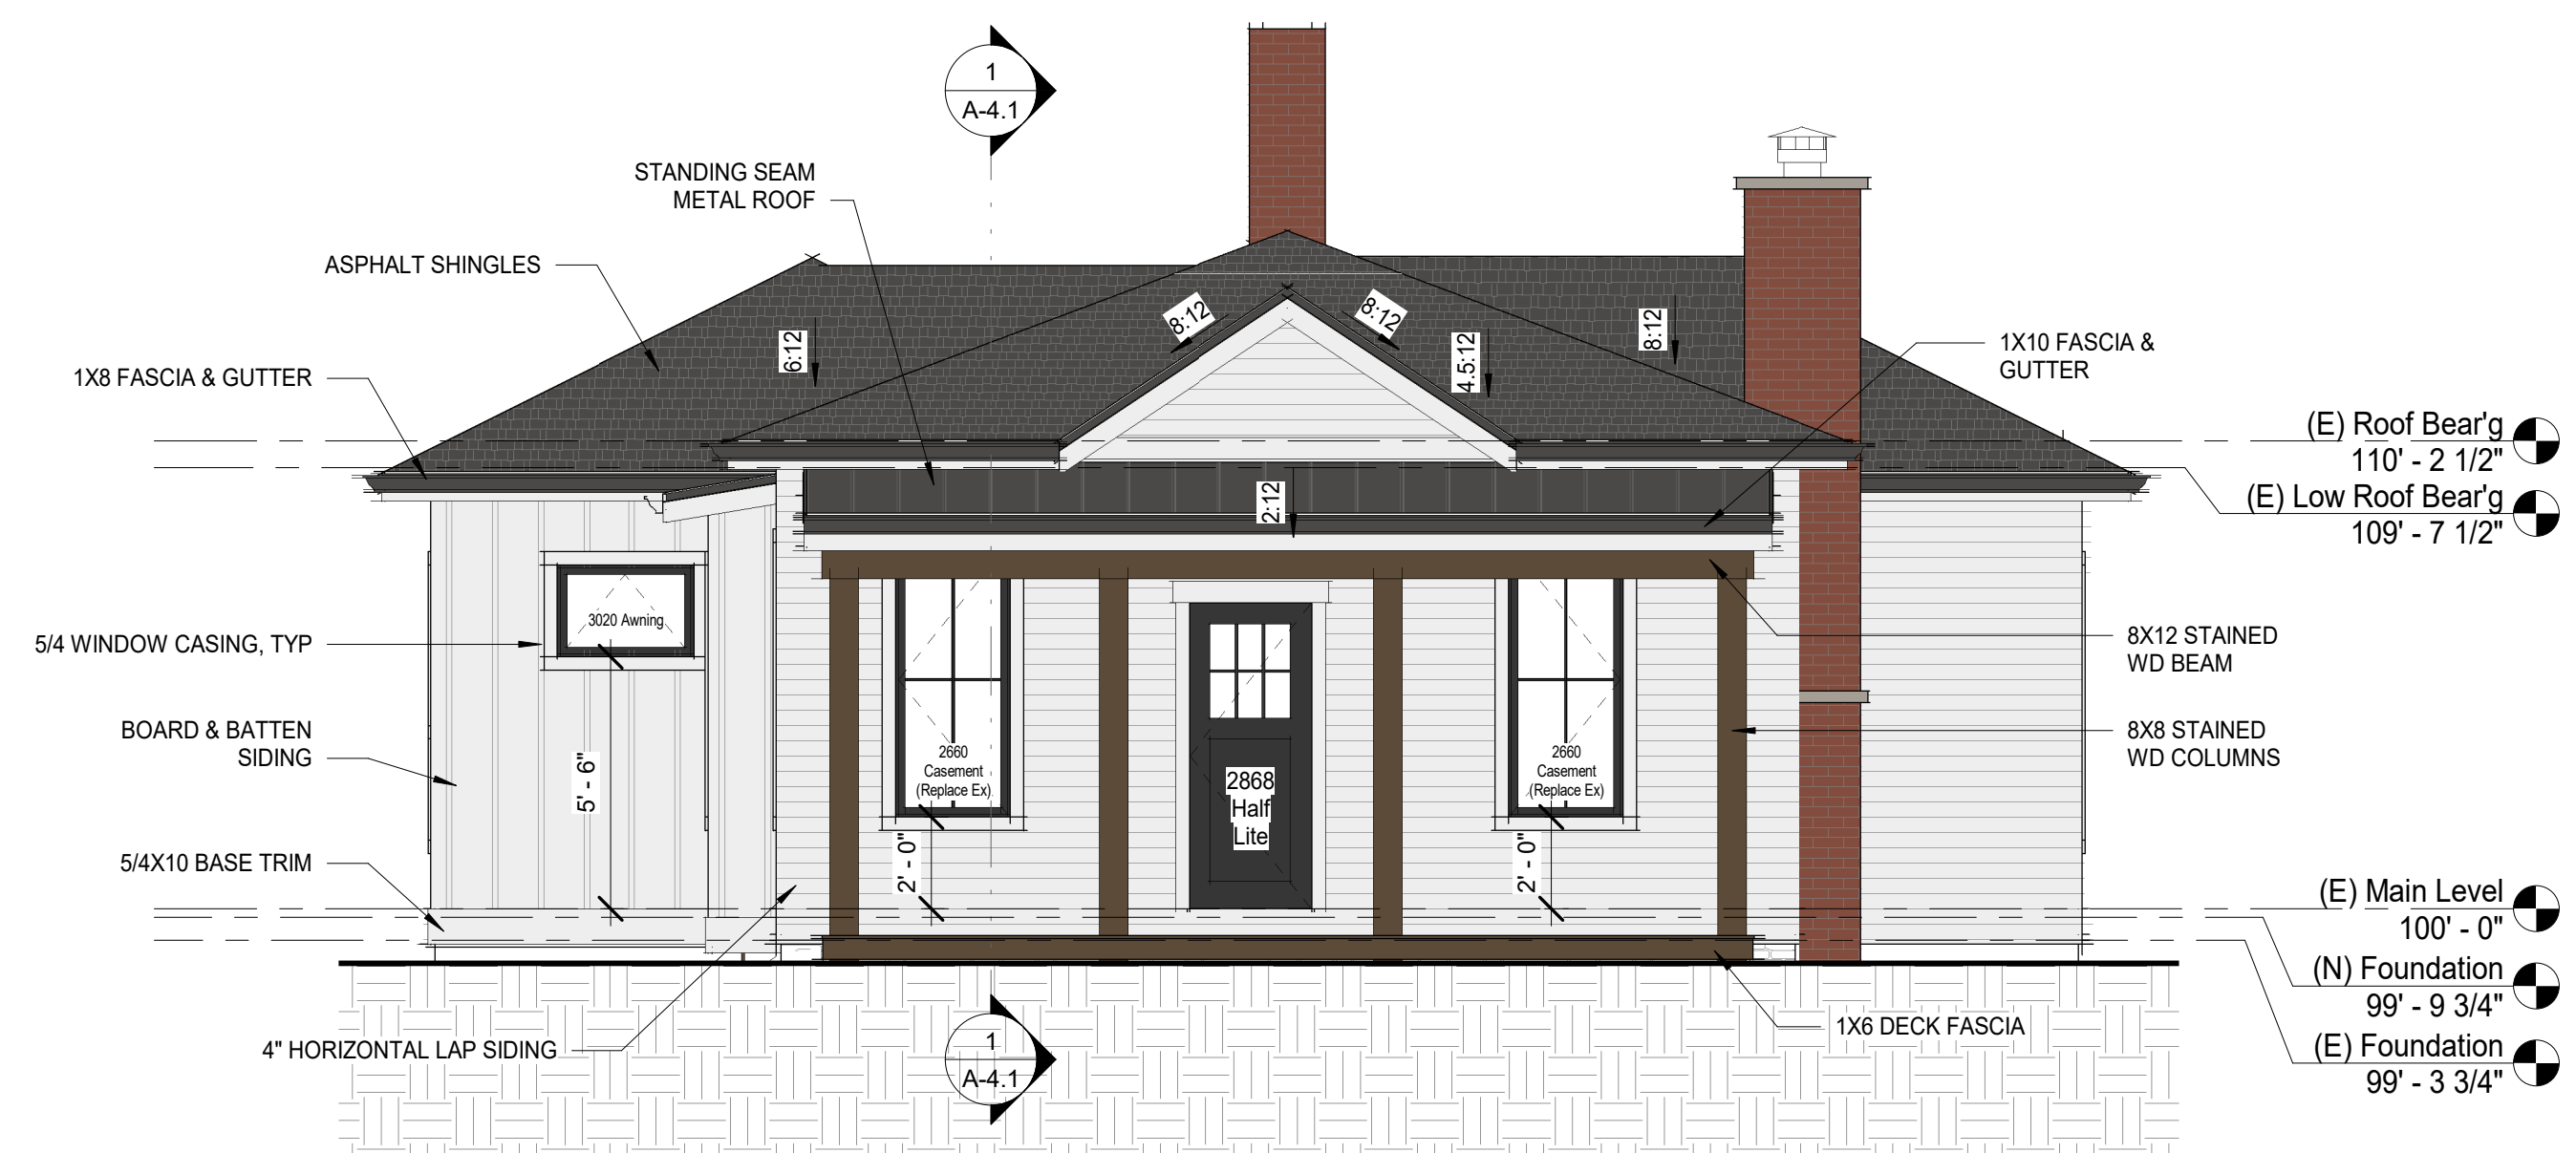 1
A-4.1
STANDING SEAM
METAL ROOF
ASPHALT SHINGLES
1X8 FASCIA & GUTTER
8:12
8:12
6:12
4.5:12
8:12
1X10 FASCIA &
GUTTER
(E) Roof Bear'g
110' - 2 1/2"
(E) Low Roof Bear'g
109' - 7 1/2"
2:12
3020 Awning
5/4 WINDOW CASING, TYP
8X12 STAINED
WD BEAM
BOARD & BATTEN
SIDING
8X8 STAINED
WD COLUMNS
5' - 6"
2660
Casement
(Replace Ex)
2868
Half
Lite
2660
Casement
(Replace Ex)
2' - 0"
2' - 0"
5/4X10 BASE TRIM
(E) Main Level
100' - 0"
(N) Foundation
99' - 9 3/4"
(E) Foundation
99' - 3 3/4"
4" HORIZONTAL LAP SIDING
1X6 DECK FASCIA
1
A-4.1